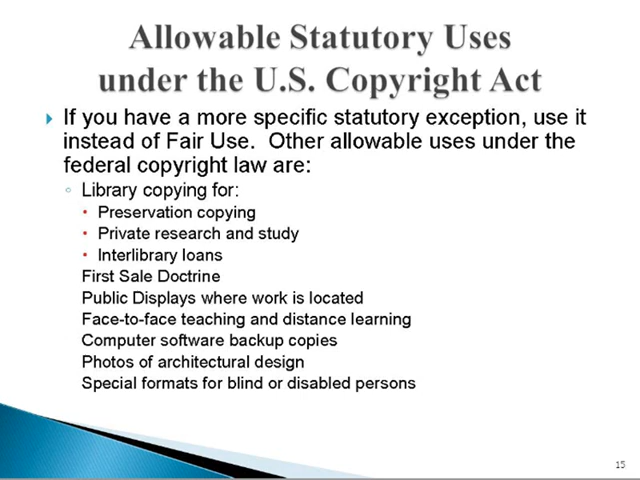 Allowable Statutory Uses
under the U.S. Copyright Act
If you have a more specific statutory exception, use it
instead of Fair Use. Other allowable uses under the
federal copyright law are:
Library copying for:
Preservation copying
Private research and study
Interlibrary loans
First Sale Doctrine
Public Displays where work is located
Face-to-face teaching and distance learning
Computer software backup copies
Photos of architectural design
Special formats for blind or disabled persons
15